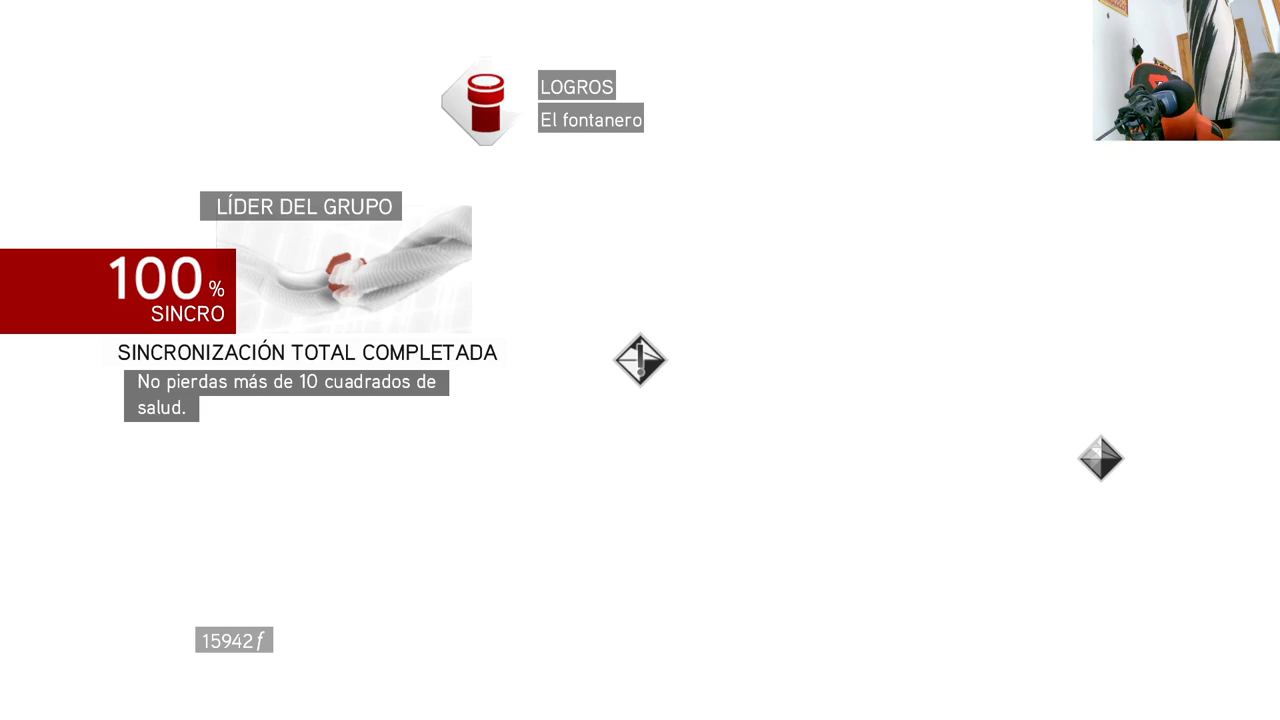 LOGROS
El fontanero
LÍDER DEL GRUPO
100 %
SINCRO
SINCRONIZACIÓN TOTAL COMPLETADA
No pierdas más de 10 cuadrados de
salud.
15942 ƒ